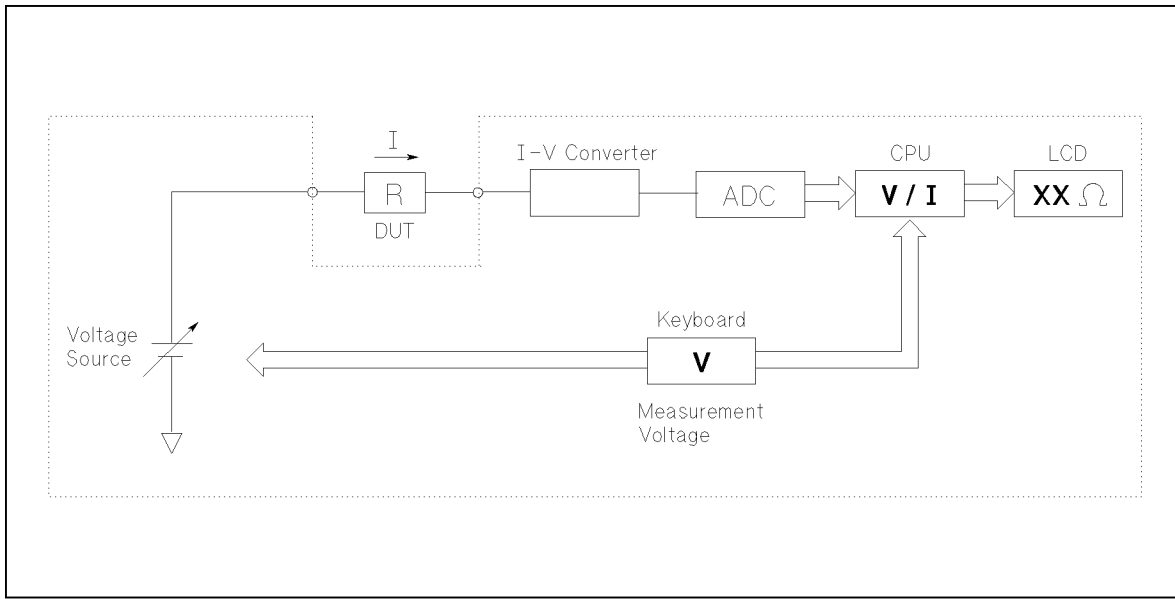 I
I-V Converter
CPU
LCD
R
ADC
V / I
XX Ω
DUT
Voltage
Source
Keyboard
V
Measurement
Voltage